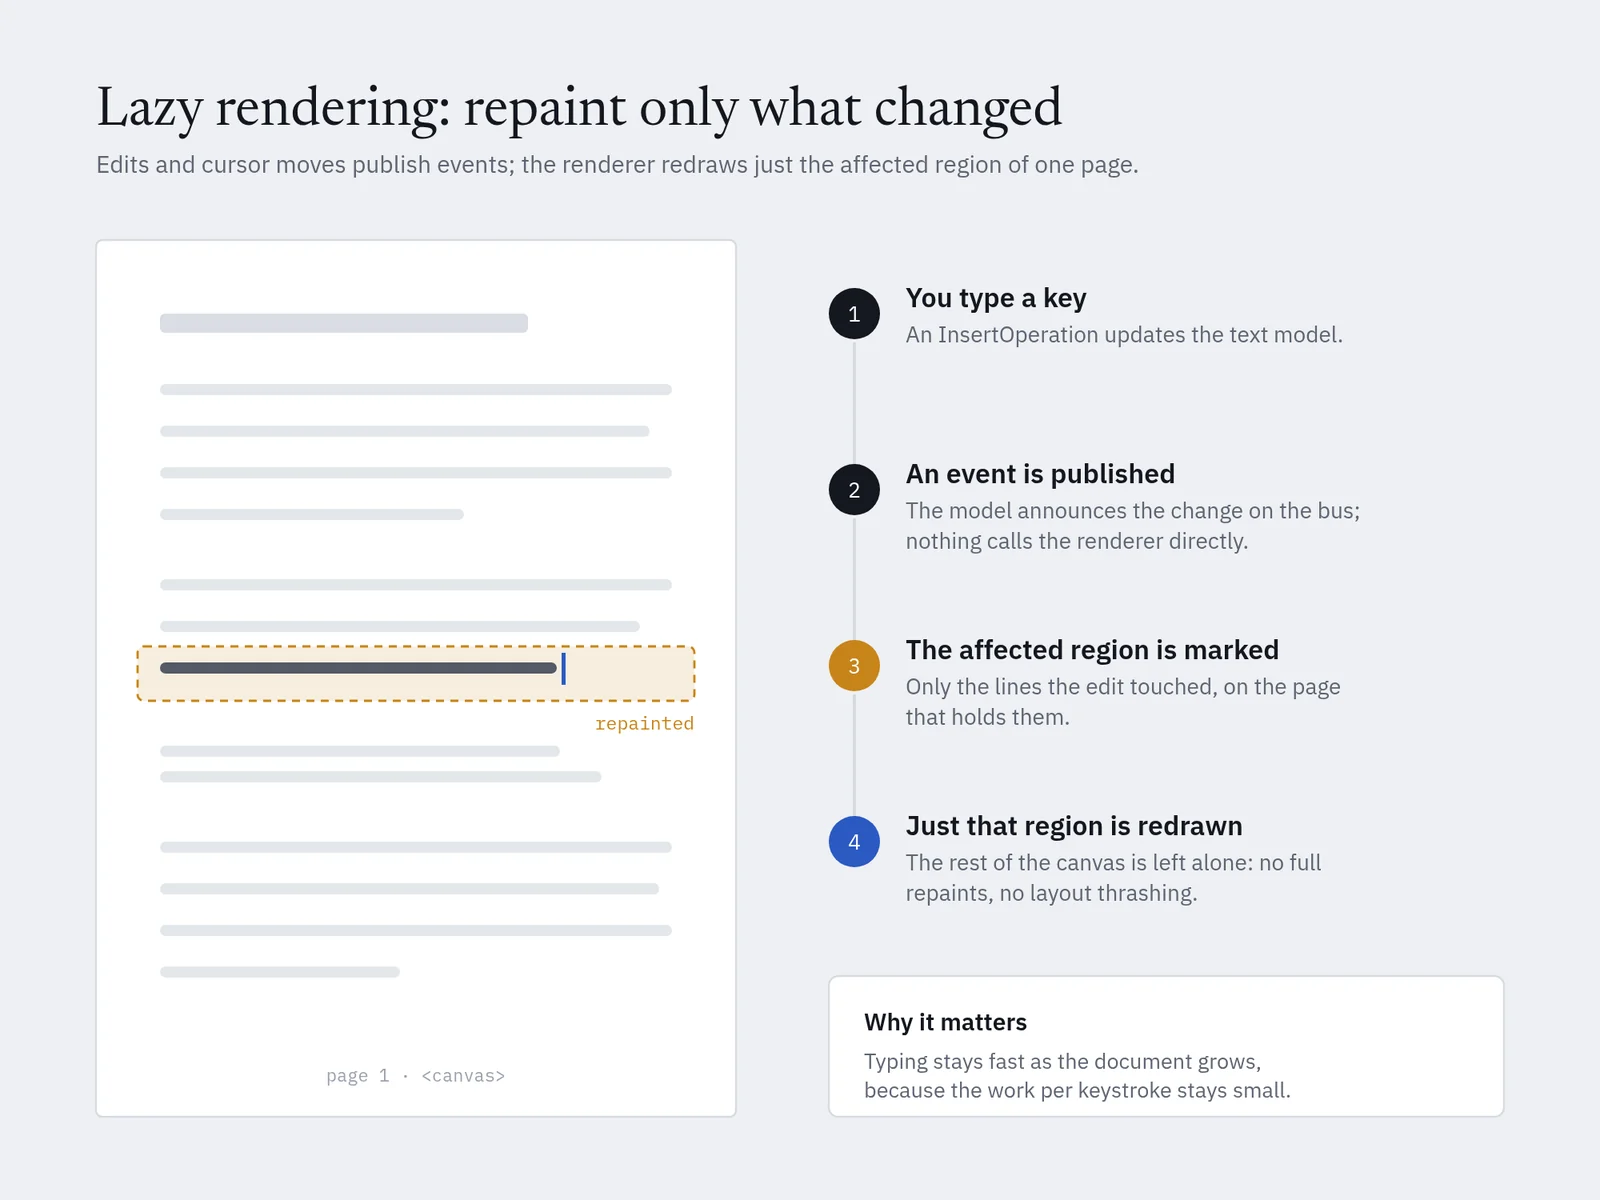 Lazy rendering: repaint only what changed
Edits and cursor moves publish events; the renderer redraws just the affected region of one page.
repainted
page 1 · <canvas>
1
You type a key
An InsertOperation updates the text model.
2
An event is published
The model announces the change on the bus;
nothing calls the renderer directly.
3
The affected region is marked
Only the lines the edit touched, on the page
that holds them.
4
Just that region is redrawn
The rest of the canvas is left alone: no full
repaints, no layout thrashing.
Why it matters
Typing stays fast as the document grows,
because the work per keystroke stays small.